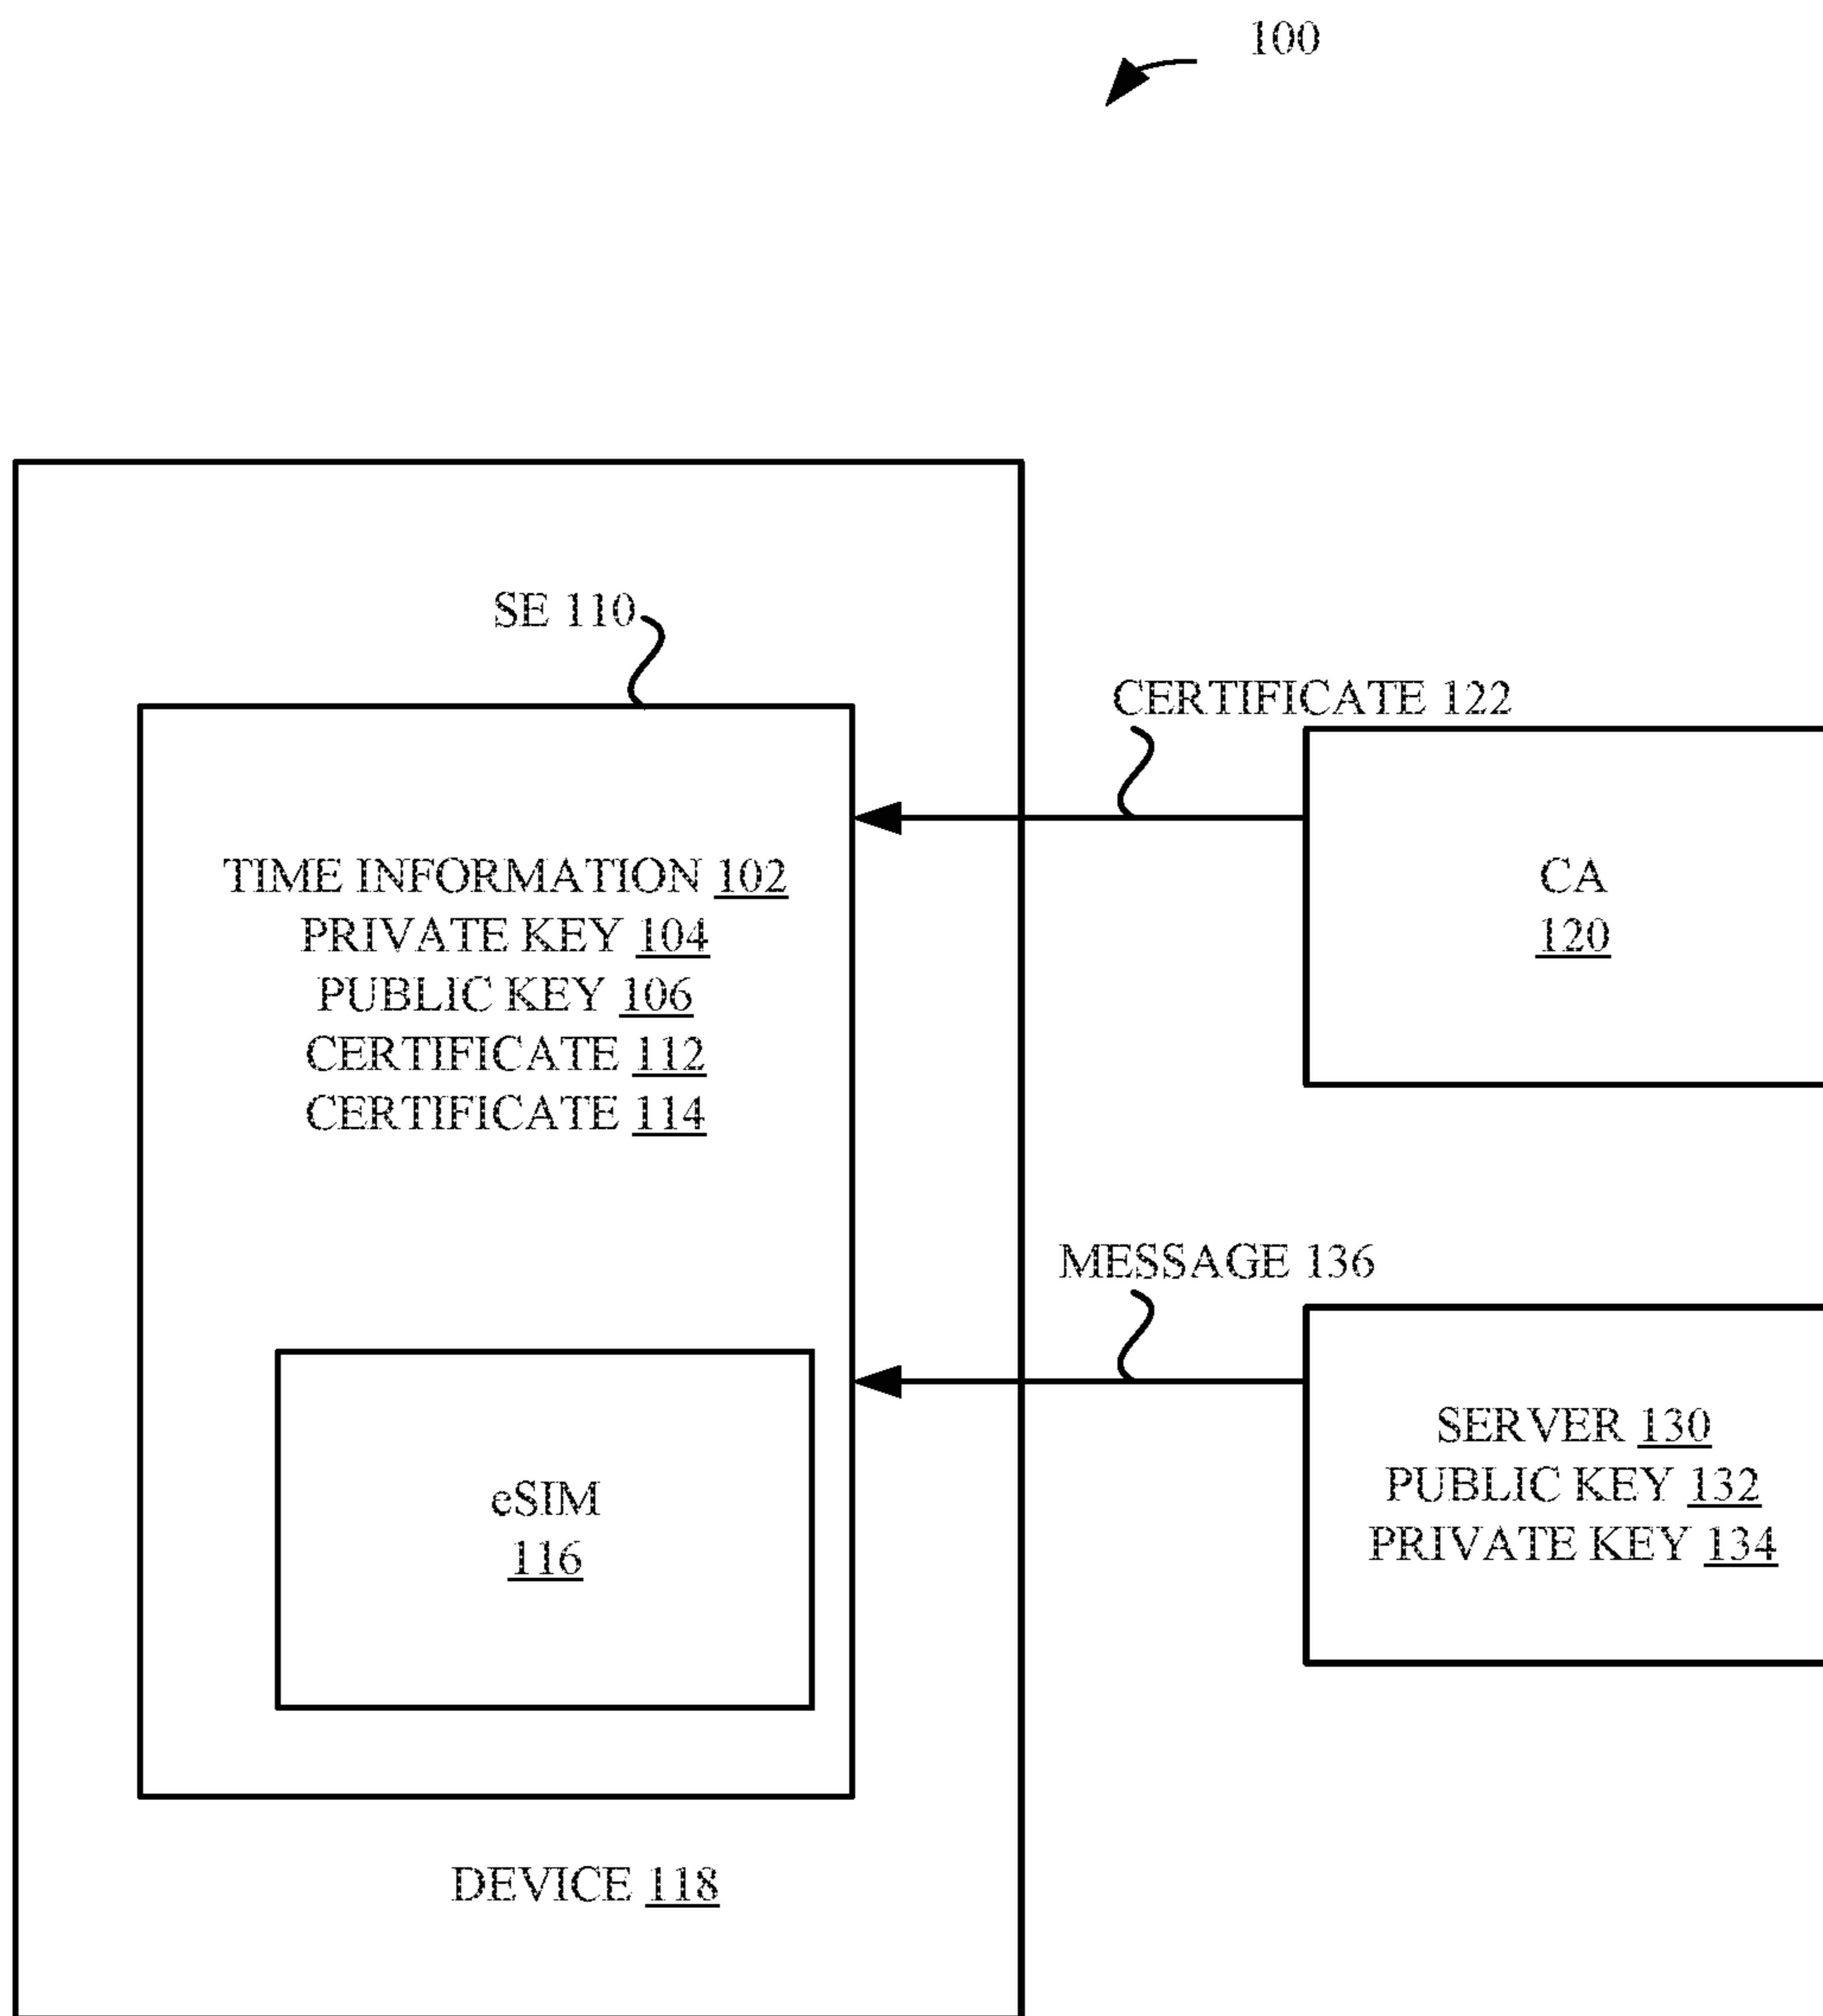 100
SE 110
CERTIFICATE 122
TIME INFORMATION 102
PRIVATE KEY 104
PUBLIC KEY 106
CERTIFICATE 112
CERTIFICATE 114
CA
120
MESSAGE 136
SERVER 130
PUBLIC KEY 132
PRIVATE KEY 134
eSIM
116
DEVICE 118